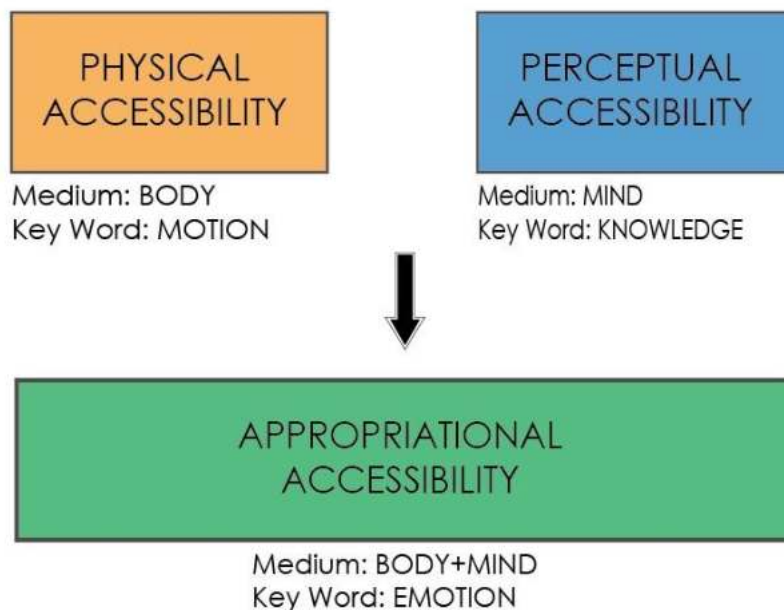 PHYSICAL
ACCESSIBILITY
Medium: BODY
Key Word: MOTION
PERCEPTUAL
ACCESSIBILITY
Medium: MIND
Key Word: KNOWLEDGE
APPROPRIATIONAL
ACCESSIBILITY
Medium: BODY+MIND
Key Word: EMOTION